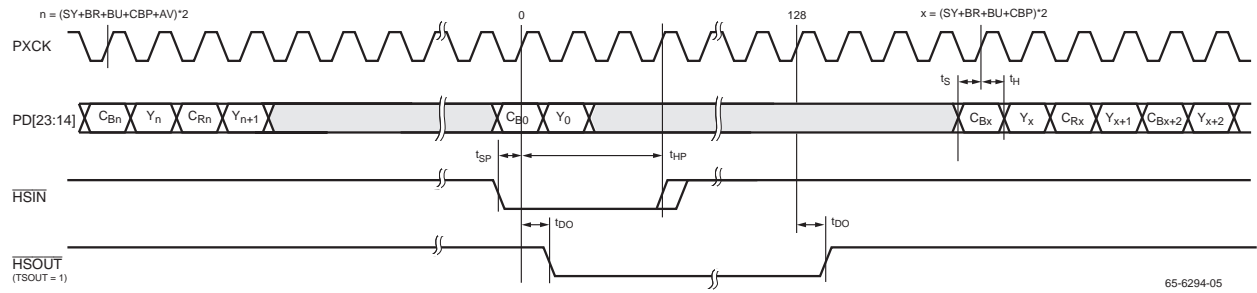 n = (SY+BR+BU+CBP+AV)*2
0
128
x = (SY+BR+BU+CBP)*2
PXCK
tS
tH
PD[23:14]
CBn
Yn
CRn
Yn+1
CB0
Y0
CBx
Yx
CRx
Yx+1
CBx+2
Yx+2
tSP
tHP
HSIN
tDO
tDO
HSOUT
(TSOUT = 1)
65-6294-05